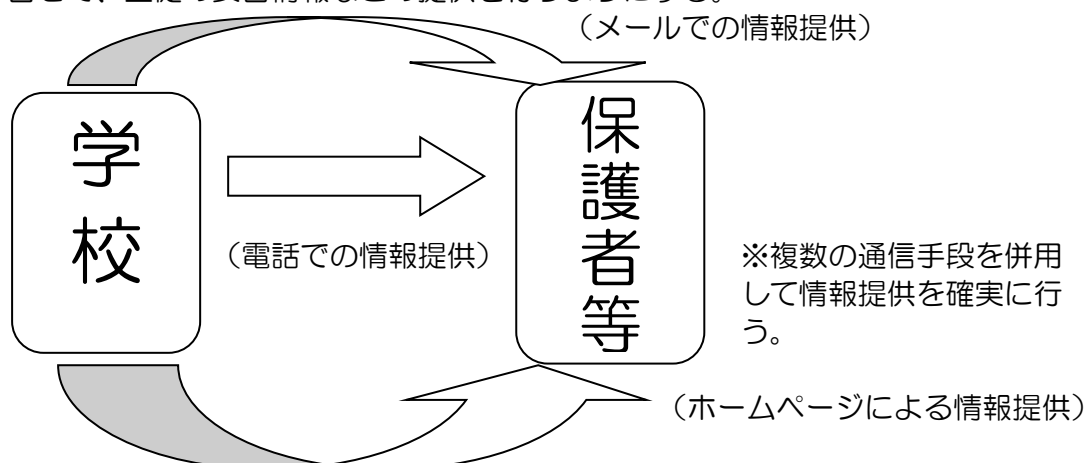 （メールでの情報提供）
学校
保護者等
（電話での情報提供）
※複数の通信手段を併用
して情報提供を確実に行
う。
（ホームページによる情報提供）